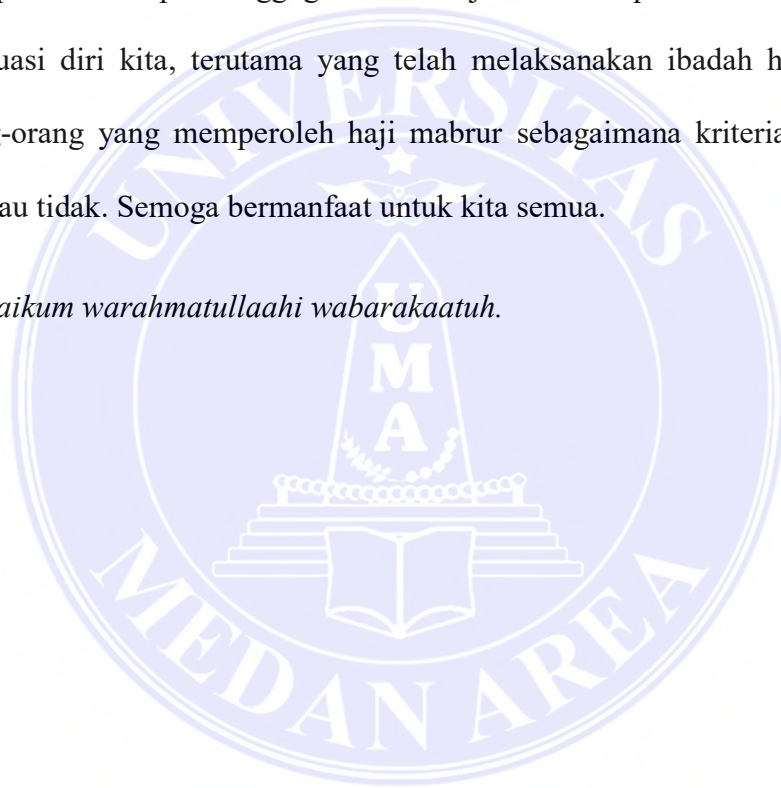 uasi diri kita, terutama yang telah melaksanakan ibadah h
-orang yang memperoleh haji mabrur sebagaimana kriteria
au tidak. Semoga bermanfaat untuk kita semua.
aikum warahmatullaahi wabarakaatuh.
UNIVERSITAS
U
M
A
MEDAN AREA